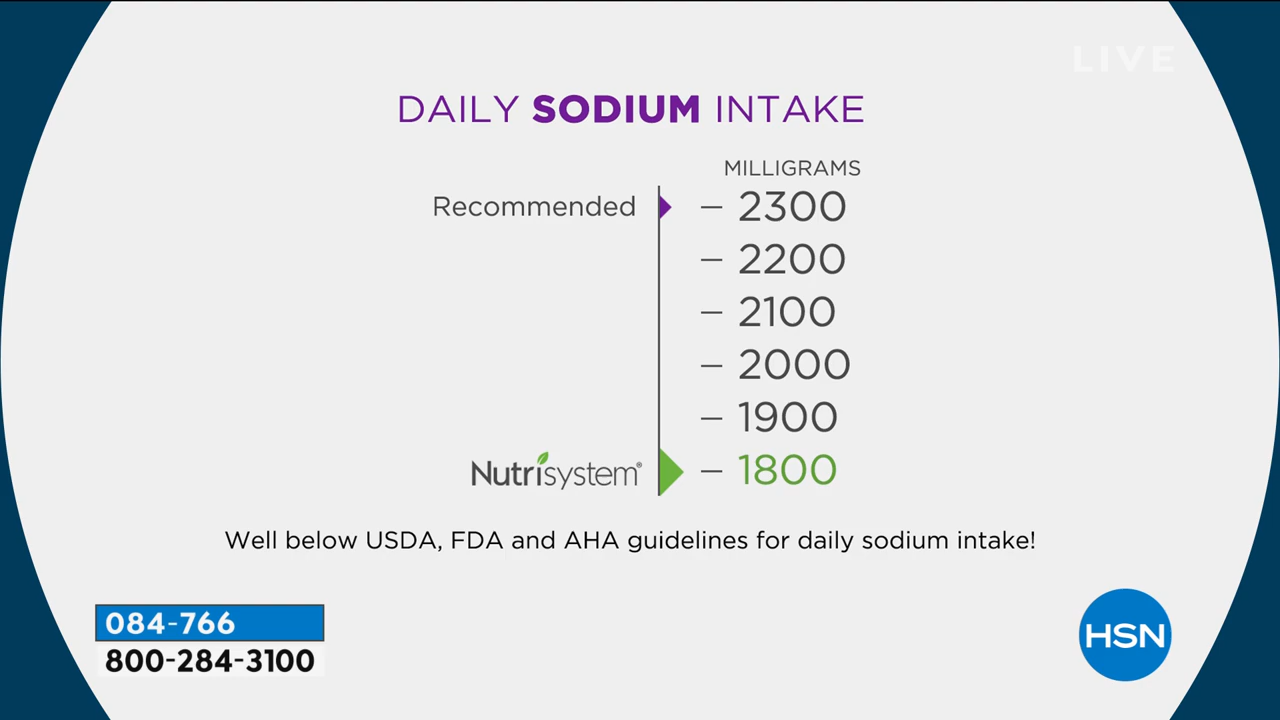 LIVE
DAILY SODIUM INTAKE
MILLIGRAMS
Recommended – 2300
– 2200
– 2100
– 2000
– 1900
Nutrisystem® – 1800
Well below USDA, FDA and AHA guidelines for daily sodium intake!
084-766
800-284-3100
HSN